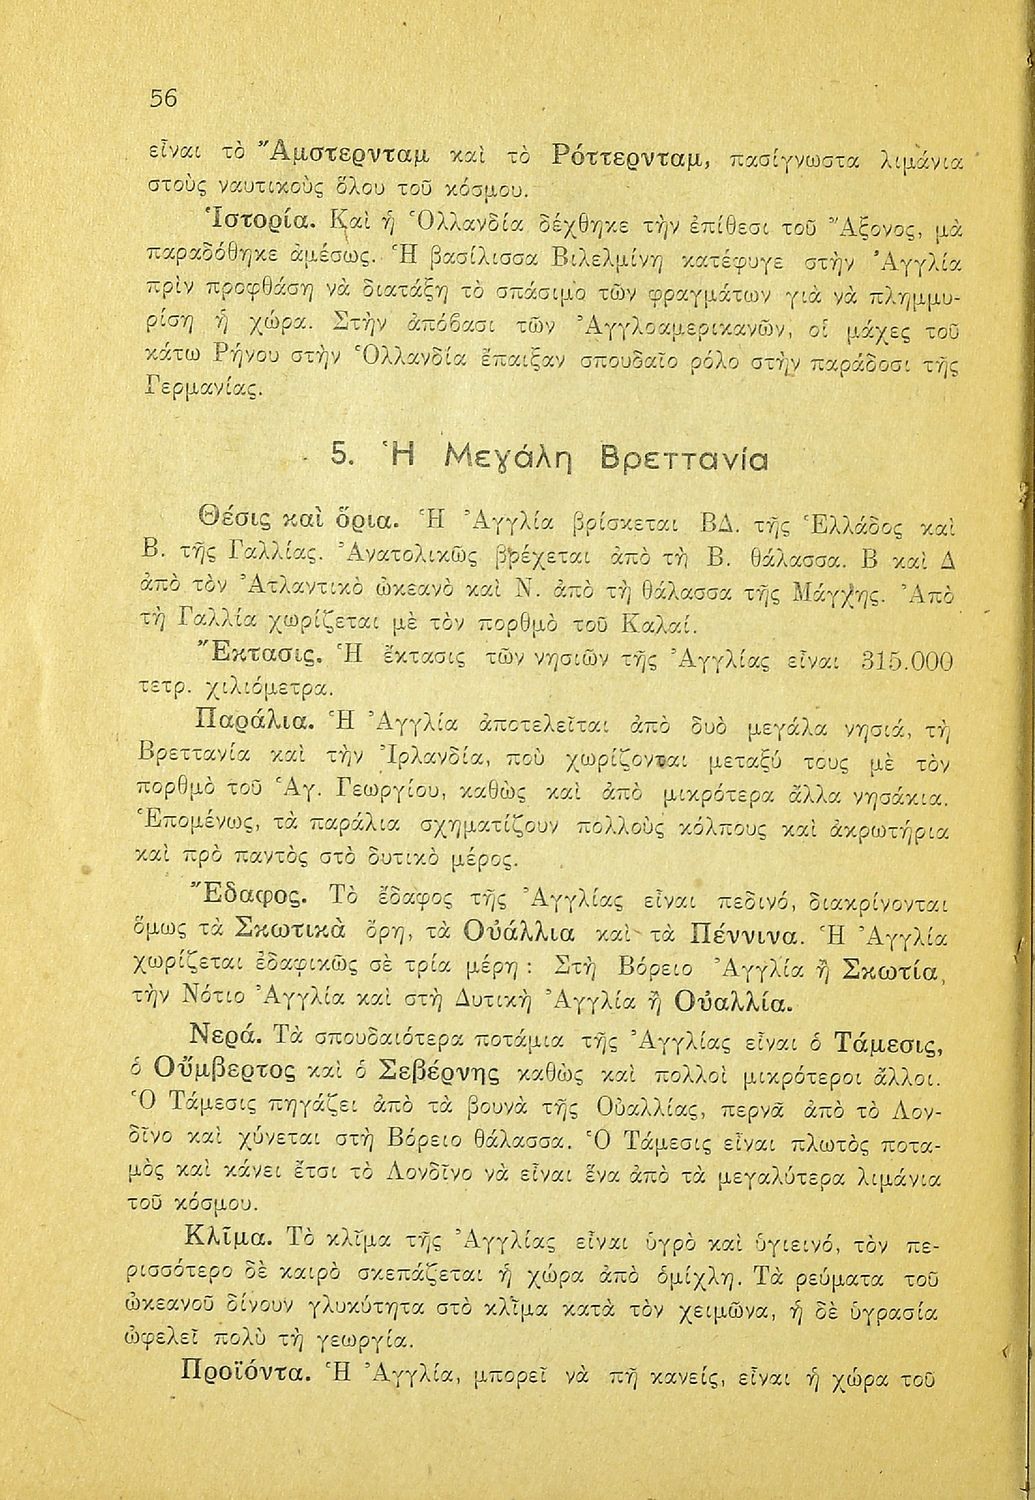 56
εἶναι τὸ Ἄμστερνταμ καὶ τὸ Ρόττερνταμ, πασίγνωστα λιμάνια
στοὺς ναυτικοὺς ὅλου τοῦ κόσμου.
Ἱστορία. Καὶ ἡ Ὁλλανδία δέχθηκε τὴν ἐπίθεσι τοῦ Ἄξονος, μὰ
παραδόθηκε ἀμέσως. Ἡ βασίλισσα Βιλελμίνη κατέφυγε στὴν Ἀγγλία
πρὶν προφθάση νὰ διατάξη τὸ σπάσιμο τῶν φραγμάτων γιὰ νὰ πλημμυ-
ρίση ἡ χώρα. Στὴν ἀπόβασι τῶν Ἀγγλοαμερικανῶν, οἱ μάχες τοῦ
κάτω Ρήνου στὴν Ὁλλανδία ἔπαιξαν σπουδαῖο ρόλο στὴν παράδοσι τῆς
Γερμανίας.
5. Ἡ Μεγάλη Βρεττανία
Θέσις καὶ ὅρια. Ἡ Ἀγγλία βρίσκεται ΒΔ. τῆς Ἑλλάδος καὶ
Β. τῆς Γαλλίας. Ἀνατολικῶς βρέχεται ἀπὸ τὴ Β. θάλασσα. Β καὶ Δ
ἀπὸ τὸν Ἀτλαντικὸ ὠκεανὸ καὶ Ν. ἀπὸ τὴ θάλασσα τῆς Μάγχης. Ἀπὸ
τὴ Γαλλία χωρίζεται μὲ τὸν πορθμὸ τοῦ Καλαί.
Ἔκτασις. Ἡ ἔκτασις τῶν νησιῶν τῆς Ἀγγλίας εἶναι 315.000
τετρ. χιλιόμετρα.
Παράλια. Ἡ Ἀγγλία ἀποτελεῖται ἀπὸ δυὸ μεγάλα νησιά, τὴ
Βρεττανία καὶ τὴν Ἰρλανδία, ποὺ χωρίζονται μεταξύ τους μὲ τὸν
πορθμὸ τοῦ Ἁγ. Γεωργίου, καθὼς καὶ ἀπὸ μικρότερα ἄλλα νησάκια.
Ἑπομένως, τὰ παράλια σχηματίζουν πολλοὺς κόλπους καὶ ἀκρωτήρια
καὶ πρὸ παντὸς στὸ δυτικὸ μέρος.
Ἔδαφος. Τὸ ἔδαφος τῆς Ἀγγλίας εἶναι πεδινό, διακρίνονται
ὅμως τὰ Σκωτικὰ ὄρη, τὰ Οὐάλλια καὶ τὰ Πέννινα. Ἡ Ἀγγλία
χωρίζεται ἐδαφικῶς σὲ τρία μέρη : Στὴ Βόρειο Ἀγγλία ἢ Σκωτία,
τὴν Νότιο Ἀγγλία καὶ στὴ Δυτικὴ Ἀγγλία ἢ Οὐαλλία.
Νερά. Τὰ σπουδαιότερα ποτάμια τῆς Ἀγγλίας εἶναι ὁ Τάμεσις,
ὁ Οὔμβερτος καὶ ὁ Σεβέρνης καθὼς καὶ πολλοὶ μικρότεροι ἄλλοι.
Ὁ Τάμεσις πηγάζει ἀπὸ τὰ βουνὰ τῆς Οὐαλλίας, περνᾶ ἀπὸ τὸ Λον-
δῖνο καὶ χύνεται στὴ Βόρειο θάλασσα. Ὁ Τάμεσις εἶναι πλωτὸς ποτα-
μὸς καὶ κάνει ἔτσι τὸ Λονδῖνο νὰ εἶναι ἕνα ἀπὸ τὰ μεγαλύτερα λιμάνια
τοῦ κόσμου.
Κλῖμα. Τὸ κλῖμα τῆς Ἀγγλίας εἶναι ὑγρὸ καὶ ὑγιεινό, τὸν πε-
ρισσότερο δὲ καιρὸ σκεπάζεται ἡ χώρα ἀπὸ ὁμίχλη. Τὰ ρεύματα τοῦ
ὠκεανοῦ δίνουν γλυκύτητα στὸ κλῖμα κατὰ τὸν χειμῶνα, ἡ δὲ ὑγρασία
ὠφελεῖ πολὺ τὴ γεωργία.
Προϊόντα. Ἡ Ἀγγλία, μπορεῖ νὰ πῆ κανείς, εἶναι ἡ χώρα τοῦ